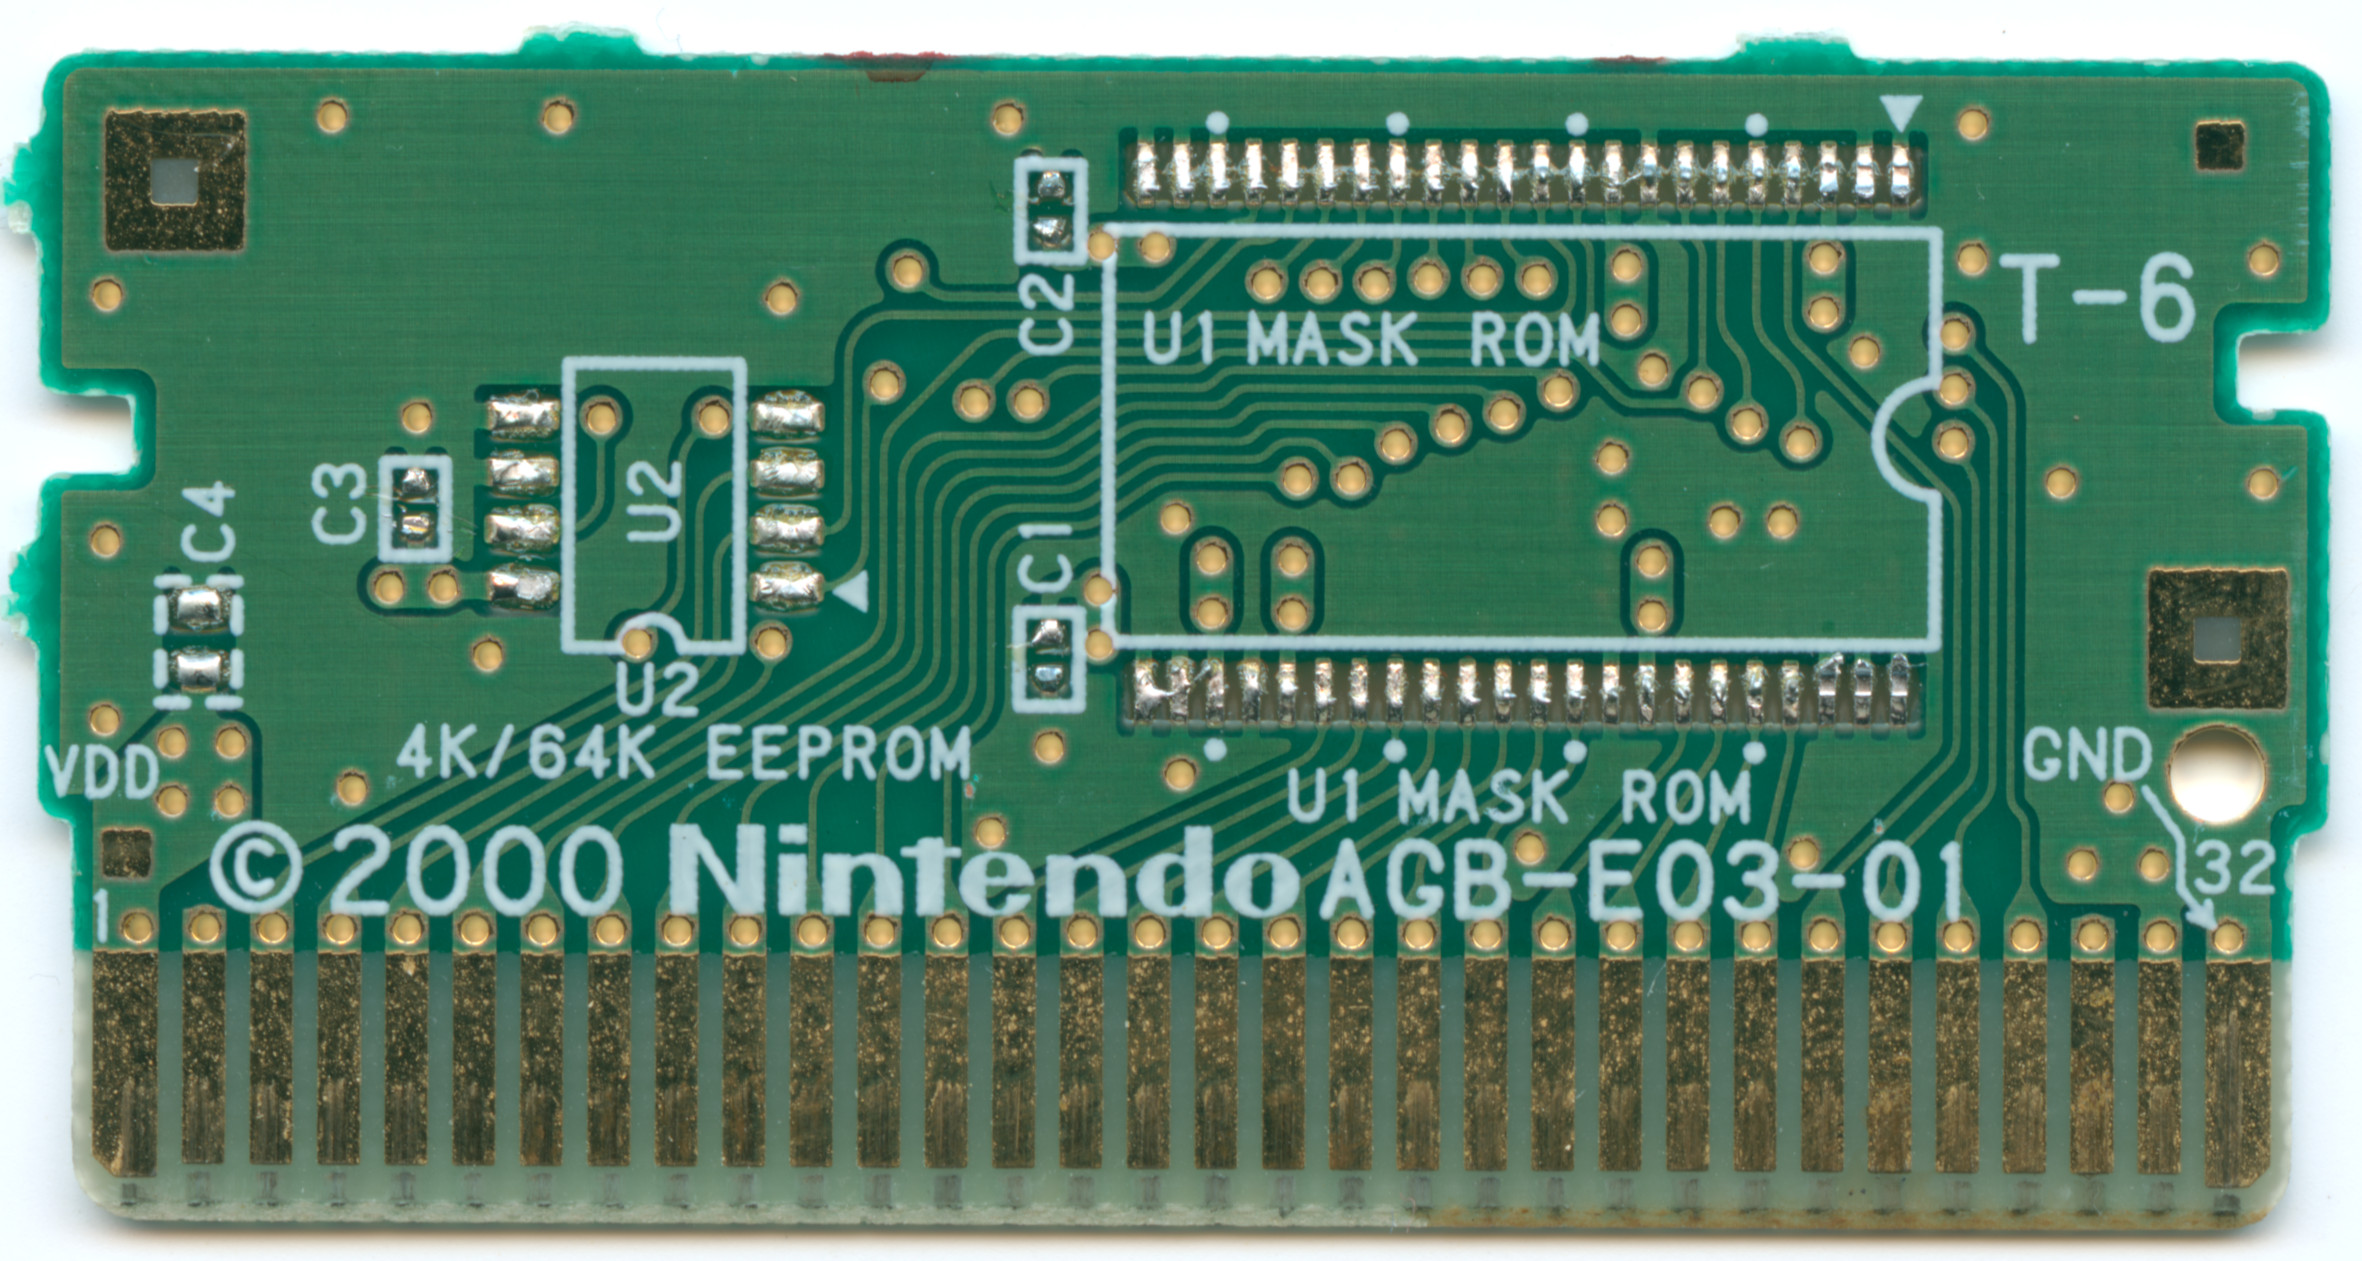 T-6
C2
U1 MASK ROM
C3
U2
C4
C1
U2
4K/64K EEPROM
VDD
GND
U1 MASK ROM
© 2000 Nintendo AGB-E03-01
1
32